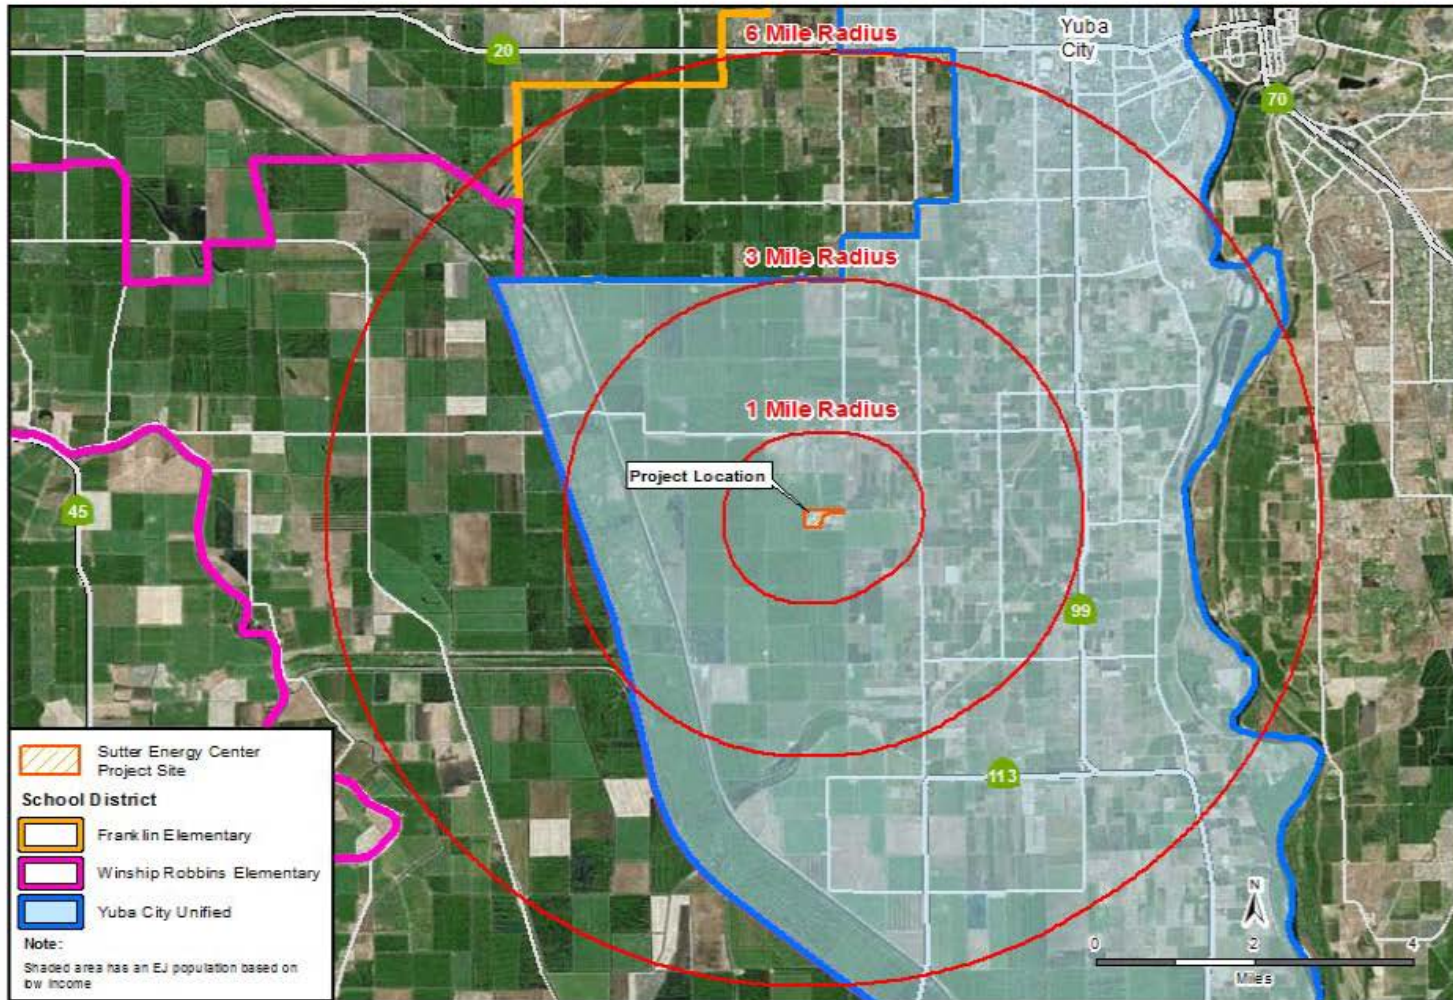 6 Mile Radius
Yuba
City
20
70
3 Mile Radius
1 Mile Radius
Project Location
45
99
113
Sutter Energy Center
Project Site
School District
Franklin Elementary
Winship Robbins Elementary
Yuba City Unified
Note:
Shaded area has an EJ population based on
low income
N
0 2 4
Miles